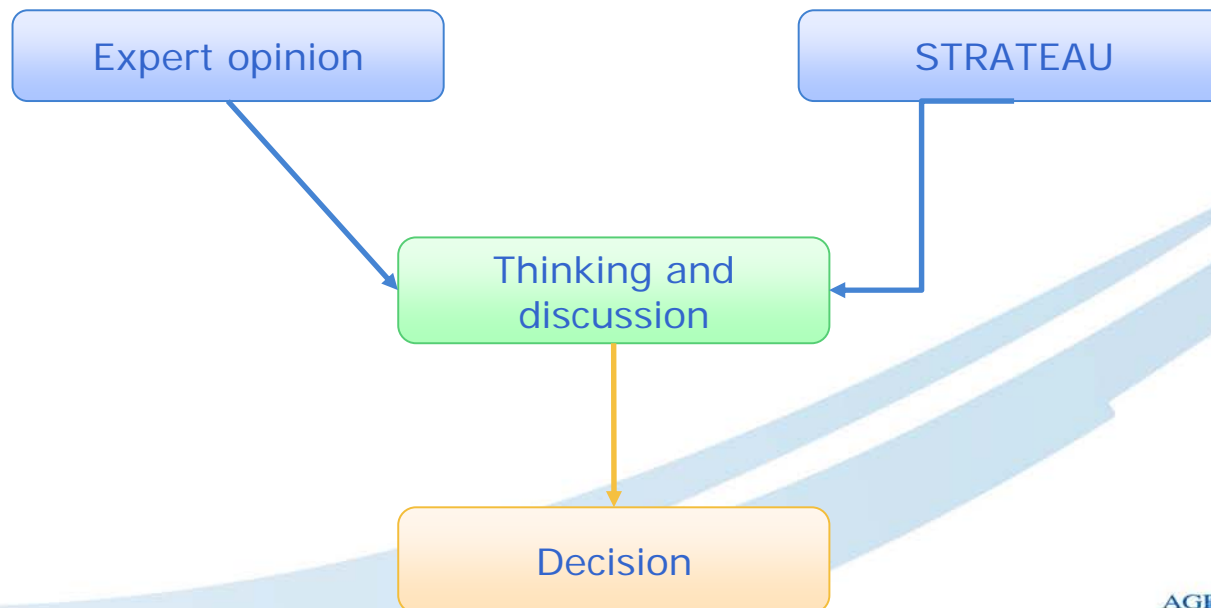 Expert opinion
STRATEAU
Thinking and
discussion
Decision